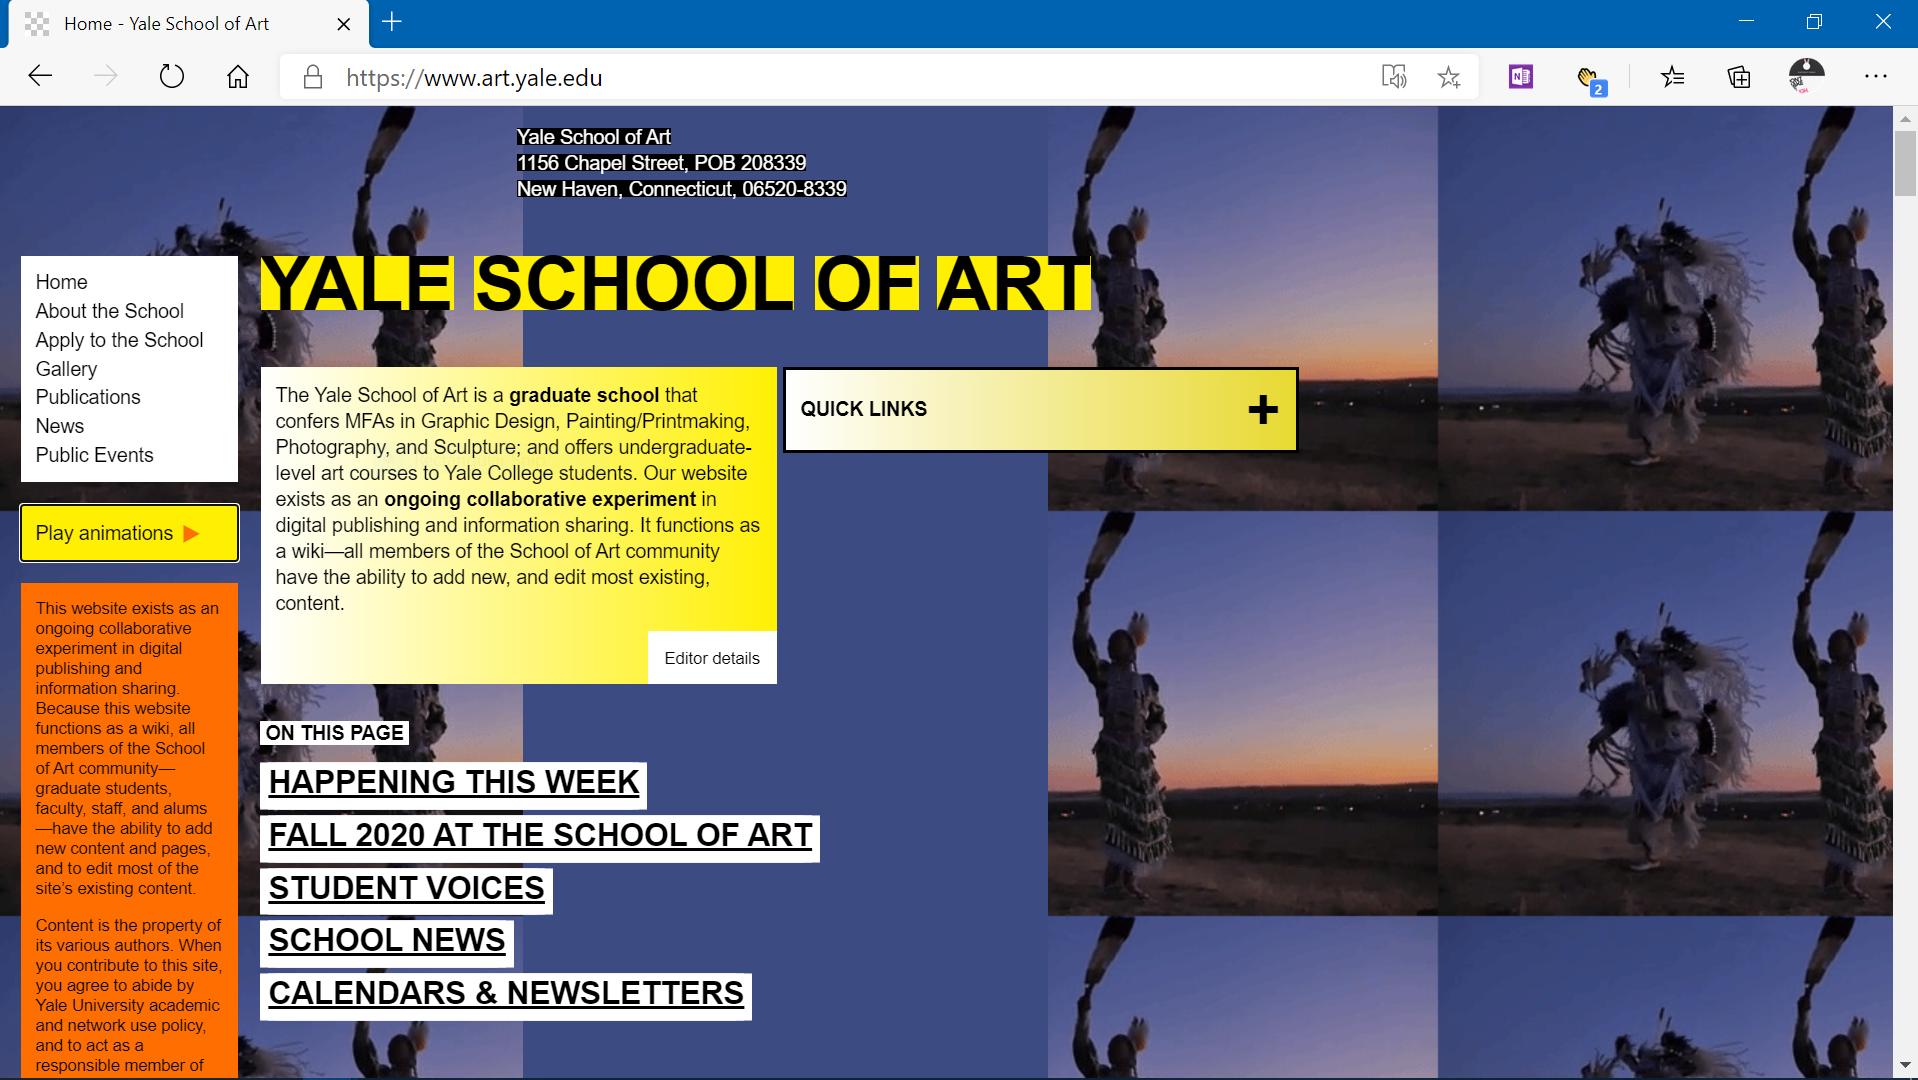 Home - Yale School of Art
https://www.art.yale.edu
2
Yale School of Art
1156 Chapel Street, POB 208339
New Haven, Connecticut, 06520-8339
YALE SCHOOL OF ART
Home
About the School
Apply to the School
Gallery
Publications
News
Public Events
Play animations
This website exists as an
ongoing collaborative
experiment in digital
publishing and
information sharing.
Because this website
functions as a wiki, all
members of the School
of Art community—
graduate students,
faculty, staff, and alums
—have the ability to add
new content and pages,
and to edit most of the
site’s existing content.
Content is the property of
its various authors. When
you contribute to this site,
you agree to abide by
Yale University academic
and network use policy,
and to act as a
responsible member of
The Yale School of Art is a graduate school that
confers MFAs in Graphic Design, Painting/Printmaking,
Photography, and Sculpture; and offers undergraduate-
level art courses to Yale College students. Our website
exists as an ongoing collaborative experiment in
digital publishing and information sharing. It functions as
a wiki—all members of the School of Art community
have the ability to add new, and edit most existing,
content.
Editor details
QUICK LINKS +
ON THIS PAGE
HAPPENING THIS WEEK
FALL 2020 AT THE SCHOOL OF ART
STUDENT VOICES
SCHOOL NEWS
CALENDARS & NEWSLETTERS